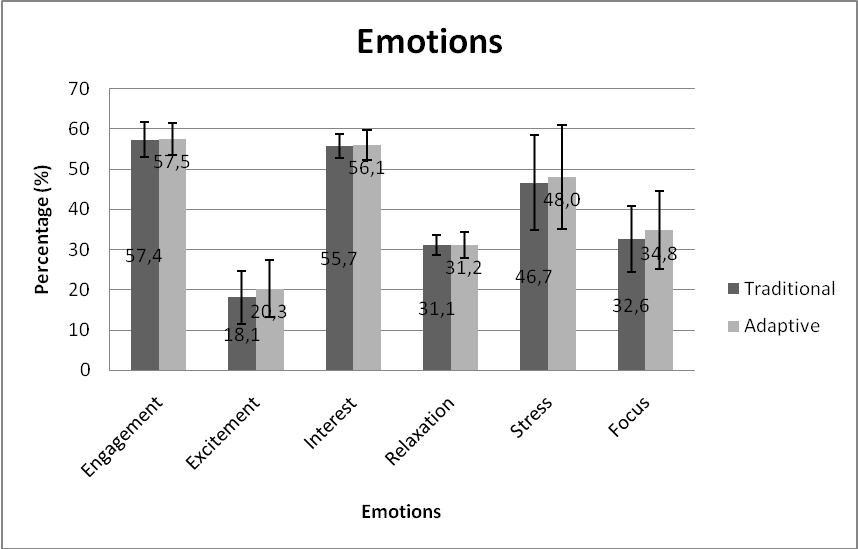 Emotions
70
60
50
40
30
20
10
0
Percentage (%)
57,4
57,5
18,1
20,3
55,7
56,1
31,1
31,2
46,7
48,0
32,6
34,8
Engagement
Excitement
Interest
Relaxation
Stress
Focus
Emotions
Traditional
Adaptive